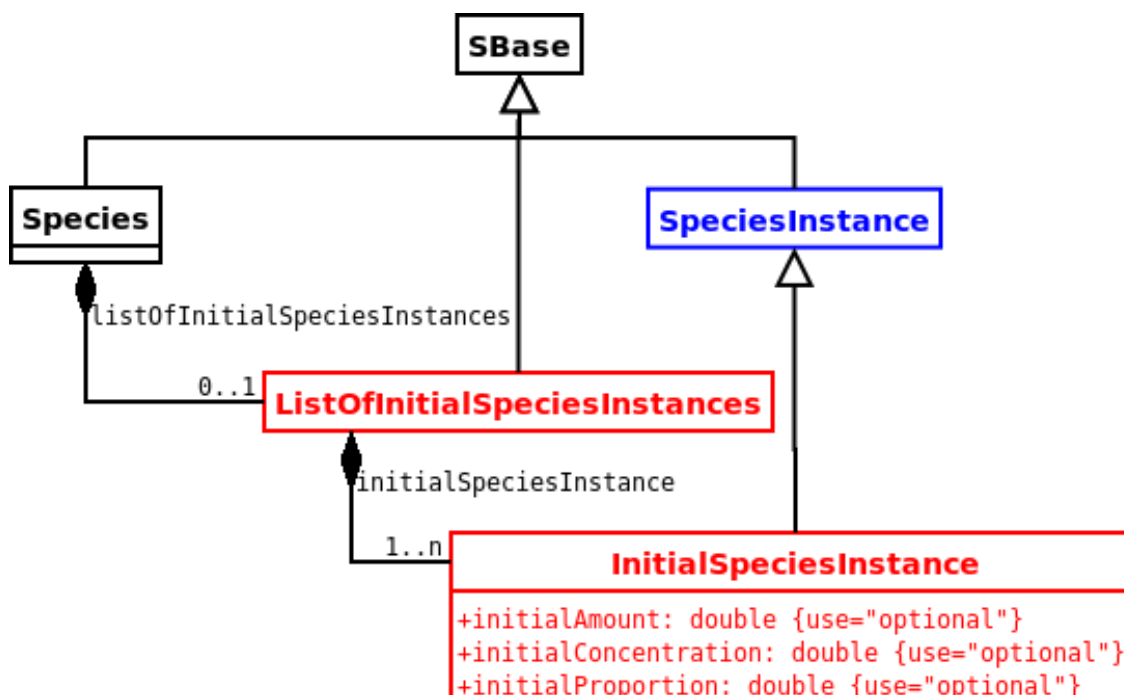 SBase
Species
SpeciesInstance
listOfInitialSpeciesInstances
0..1
ListOfInitialSpeciesInstances
initialSpeciesInstance
1..n
InitialSpeciesInstance
+initialAmount: double {use="optional"}
+initialConcentration: double {use="optional"}
+initialProportion: double {use="optional"}